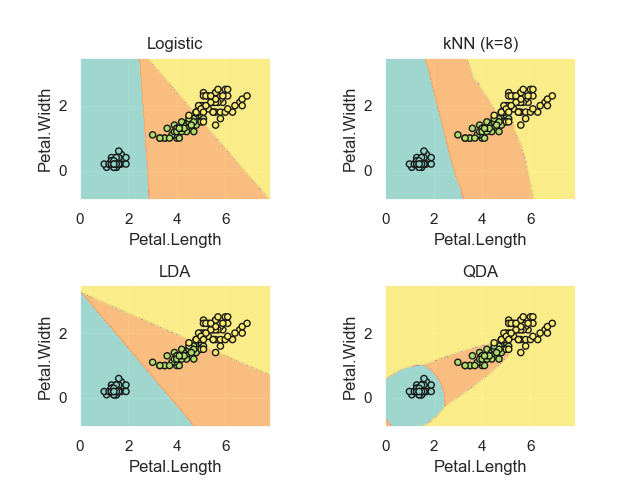 Logistic
kNN (k=8)
Petal.Width
2
0
0 2 4 6
Petal.Length
Petal.Width
2
0
0 2 4 6
Petal.Length
LDA
QDA
Petal.Width
2
0
0 2 4 6
Petal.Length
Petal.Width
2
0
0 2 4 6
Petal.Length